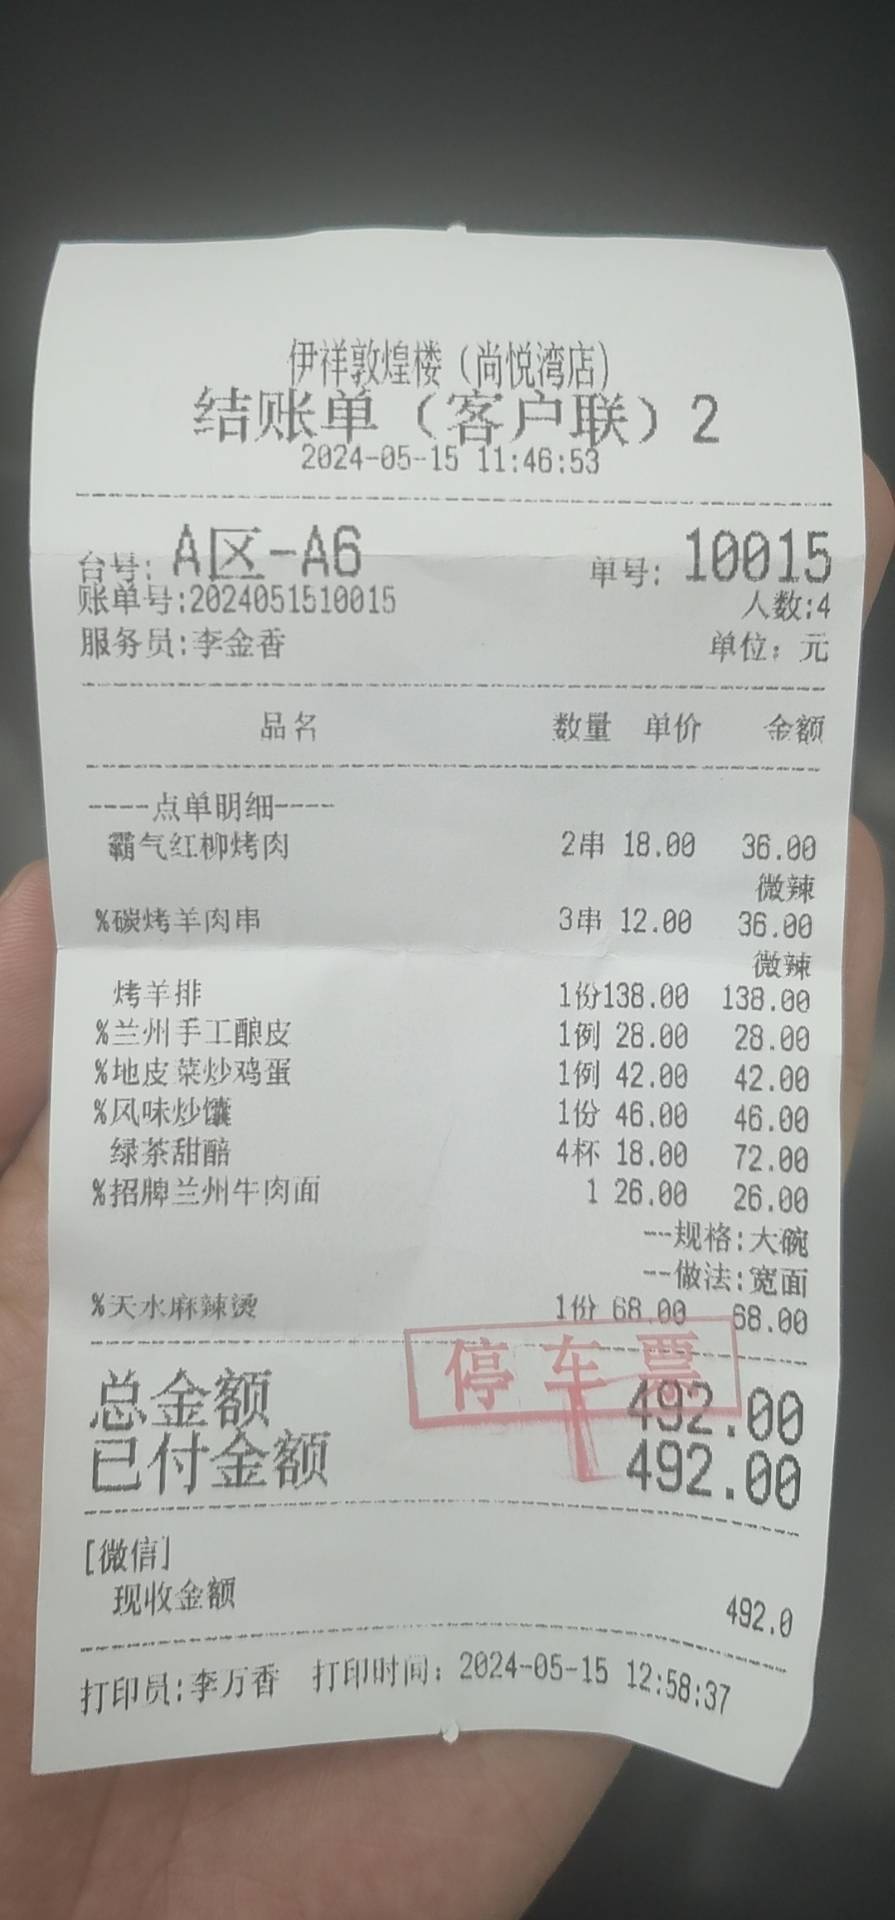 伊祥敦煌楼（尚悦湾店）
结账单（客户联）2
2024-05-15 11:46:53
台号: A区-A6 单号: 10015
账单号:2024051510015 人数:4
服务员:李金香 单位：元
品名 数量 单价 金额
----点单明细----
霸气红柳烤肉 2串 18.00 36.00
微辣
%碳烤羊肉串 3串 12.00 36.00
微辣
烤羊排 1份138.00 138.00
%兰州手工酿皮 1例 28.00 28.00
%地皮菜炒鸡蛋 1例 42.00 42.00
%风味炒馕 1份 46.00 46.00
绿茶甜醅 4杯 18.00 72.00
%招牌兰州牛肉面 1 26.00 26.00
--规格:大碗
--做法:宽面
%天水麻辣烫 1份 68.00 68.00
停车票
总金额 492.00
已付金额 492.00
[微信]
现收金额 492.0
打印员:李万香 打印时间: 2024-05-15 12:58:37